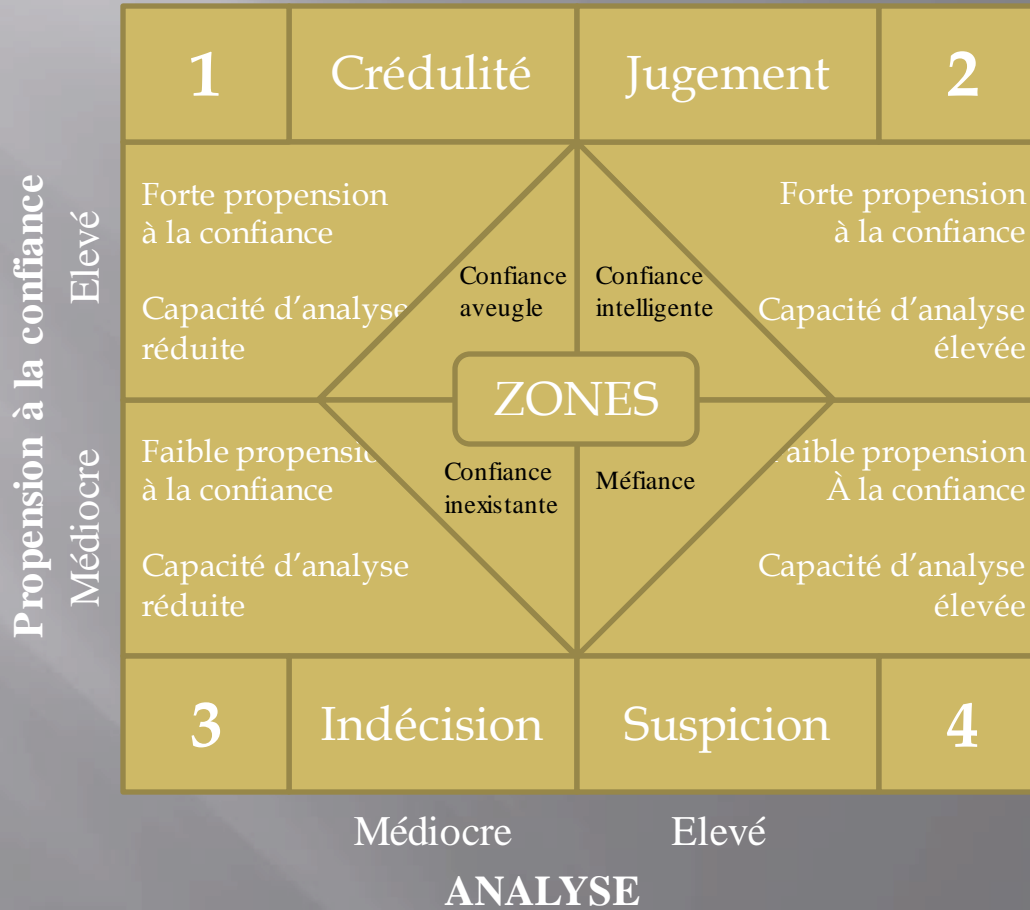 1
Crédulité
Jugement
2
Propension à la confiance
Elevé
Médiocre
Forte propension
à la confiance
Capacité d’analyse
réduite
Confiance
aveugle
Confiance
intelligente
Forte propension
à la confiance
Capacité d’analyse
élevée
ZONES
Faible propensio
à la confiance
Capacité d’analyse
réduite
Confiance
inexistante
Méfiance
aible propension
À la confiance
Capacité d’analyse
élevée
3
Indécision
Suspicion
4
Médiocre
Elevé
ANALYSE